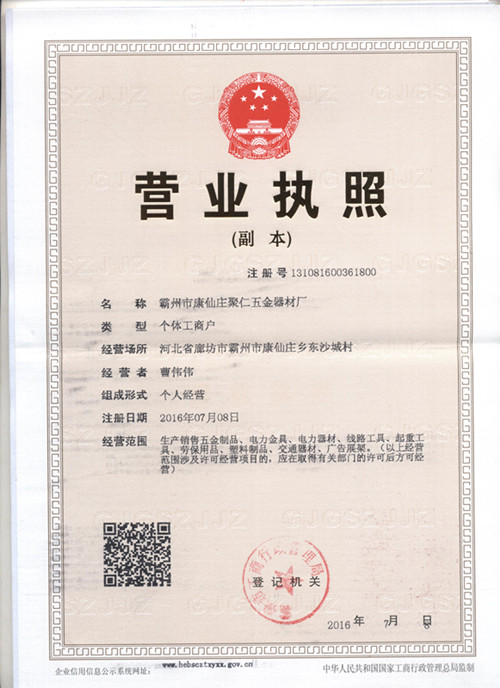 营业执照
(副 本)
注册号 131081600361800
名 称 霸州市康仙庄聚仁五金器材厂
类 型 个体工商户
经营场所 河北省廊坊市霸州市康仙庄乡东沙城村
经 营 者 曹伟伟
组成形式 个人经营
注册日期 2016年07月08日
经营范围 生产销售五金制品、电力金具、电力器材、线路工具、起重工
具、劳保用品、塑料制品、交通器材、广告展架。（以上经营
范围涉及许可经营项目的，应在取得有关部门的许可后方可经
营）
登记机关
2016 年 7 月 8 日
www.hebscztxyxx.gov.cn
企业信用信息公示系统网址：
中华人民共和国国家工商行政管理总局监制